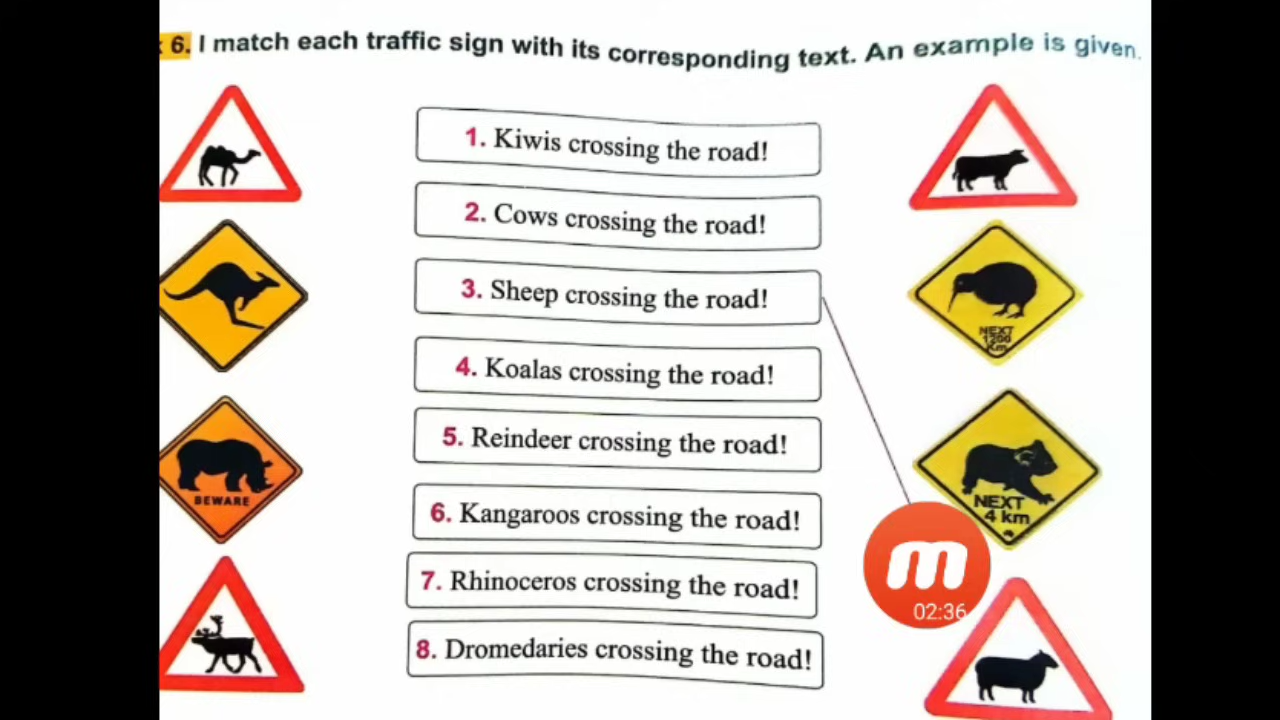 6. I match each traffic sign with its corresponding text. An example is given.
1. Kiwis crossing the road!
2. Cows crossing the road!
3. Sheep crossing the road!
4. Koalas crossing the road!
5. Reindeer crossing the road!
6. Kangaroos crossing the road!
7. Rhinoceros crossing the road!
8. Dromedaries crossing the road!
BEWARE
NEXT
1200
Km
NEXT
4 km
m
02:36